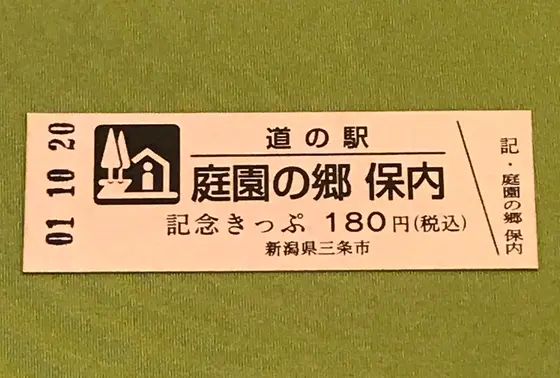 01 10 20
道の駅
庭園の郷 保内
記念きっぷ 180円(税込)
新潟県三条市
記・庭園の郷 保内